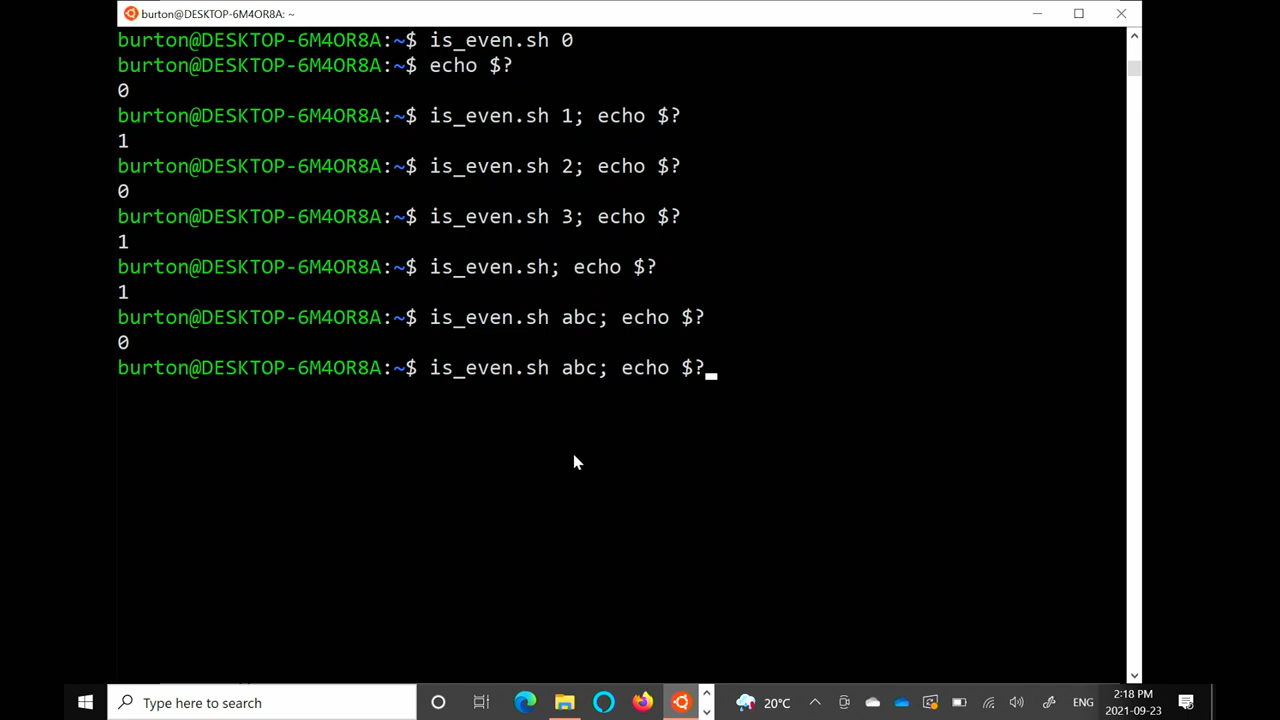 burton@DESKTOP-6M4OR8A: ~
burton@DESKTOP-6M4OR8A:~$ is_even.sh 0
burton@DESKTOP-6M4OR8A:~$ echo $?
0
burton@DESKTOP-6M4OR8A:~$ is_even.sh 1; echo $?
1
burton@DESKTOP-6M4OR8A:~$ is_even.sh 2; echo $?
0
burton@DESKTOP-6M4OR8A:~$ is_even.sh 3; echo $?
1
burton@DESKTOP-6M4OR8A:~$ is_even.sh; echo $?
1
burton@DESKTOP-6M4OR8A:~$ is_even.sh abc; echo $?
0
burton@DESKTOP-6M4OR8A:~$ is_even.sh abc; echo $?
Type here to search
20°C
ENG
2:18 PM
2021-09-23